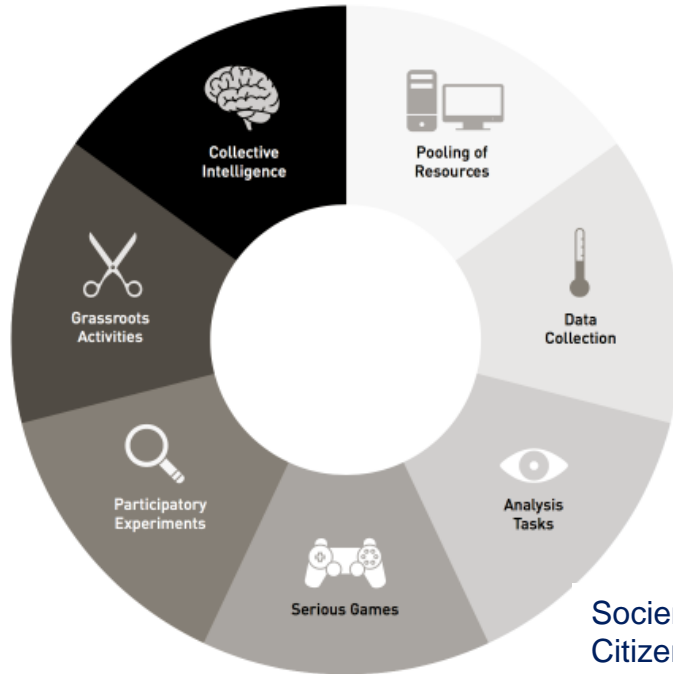 Collective
Intelligence
Pooling of
Resources
Grassroots
Activities
Data
Collection
Participatory
Experiments
Analysis
Tasks
Serious Games